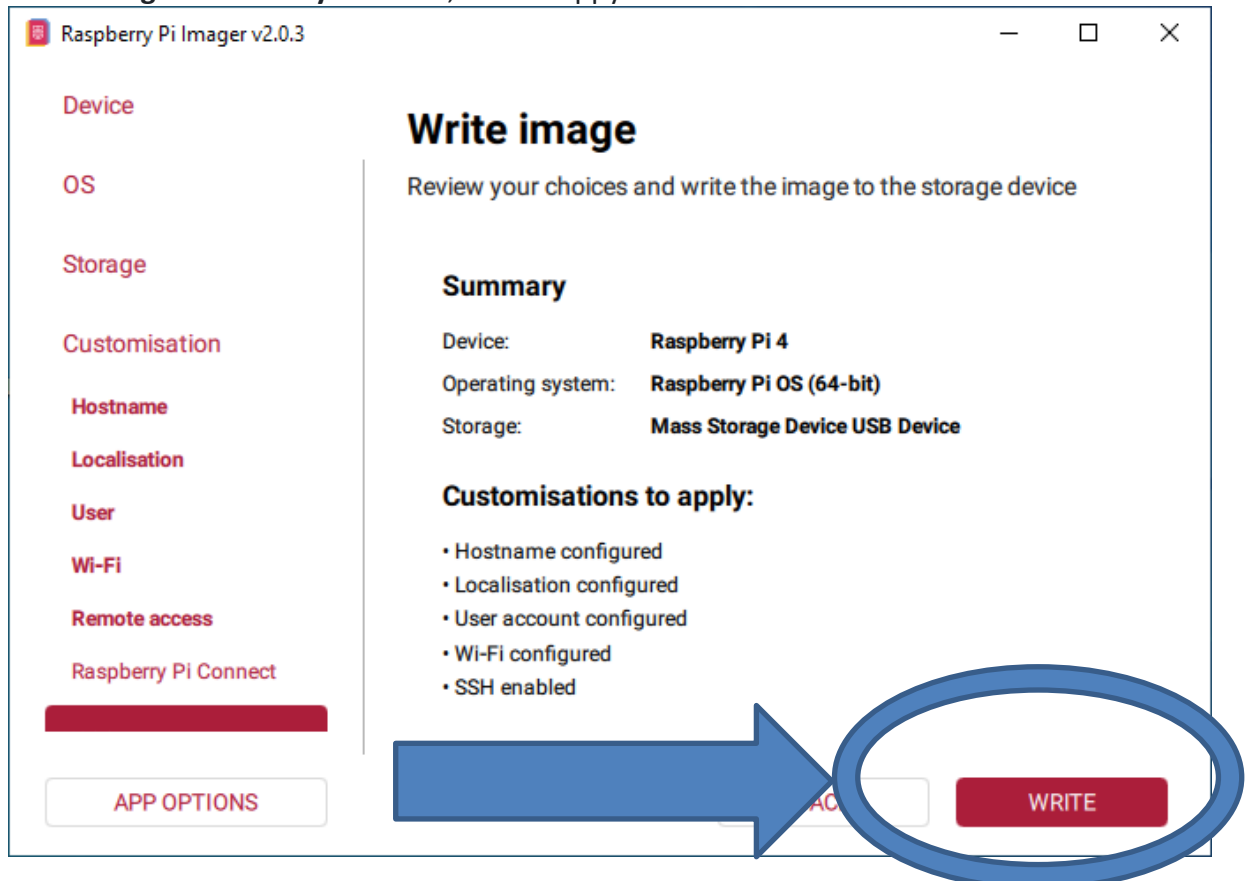 Raspberry Pi Imager v2.0.3
Device
OS
Storage
Customisation
Hostname
Localisation
User
Wi-Fi
Remote access
Raspberry Pi Connect
APP OPTIONS
Write image
Review your choices and write the image to the storage device
Summary
Device: Raspberry Pi 4
Operating system: Raspberry Pi OS (64-bit)
Storage: Mass Storage Device USB Device
Customisations to apply:
• Hostname configured
• Localisation configured
• User account configured
• Wi-Fi configured
• SSH enabled
WRITE